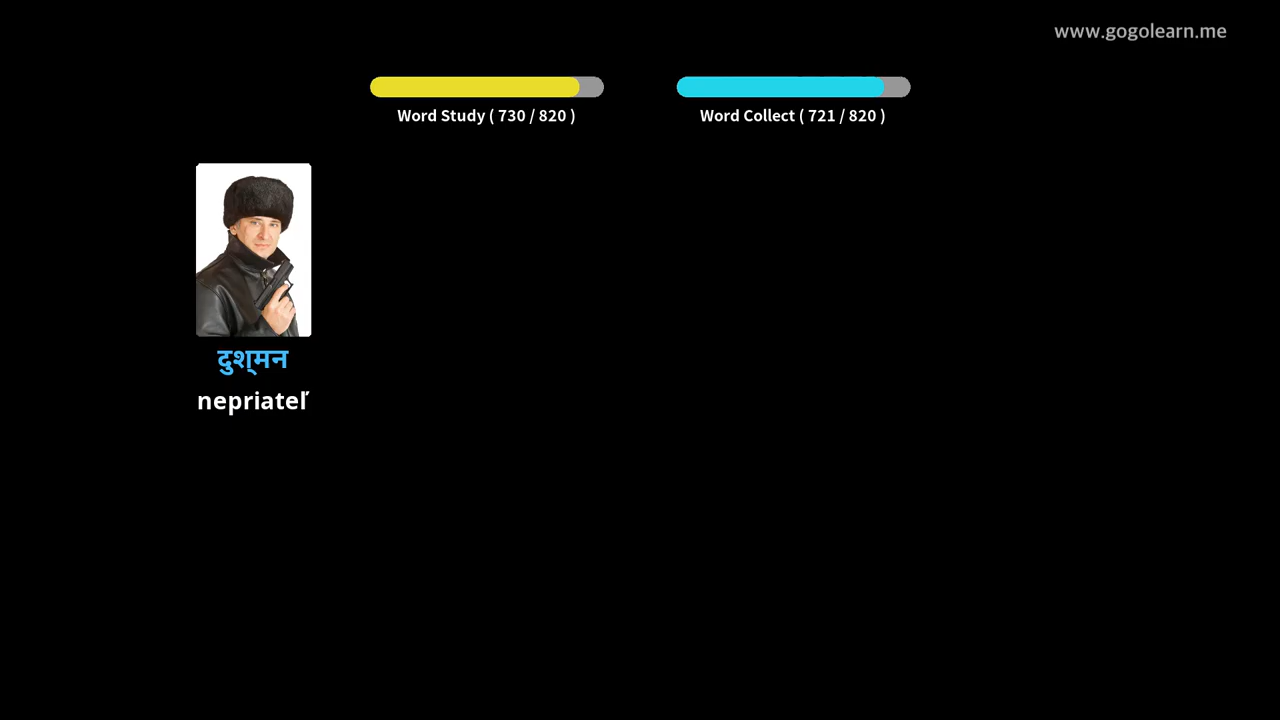 www.gogolearn.me
Word Study ( 730 / 820 )
Word Collect ( 721 / 820 )
दुश्मन
nepriateľ